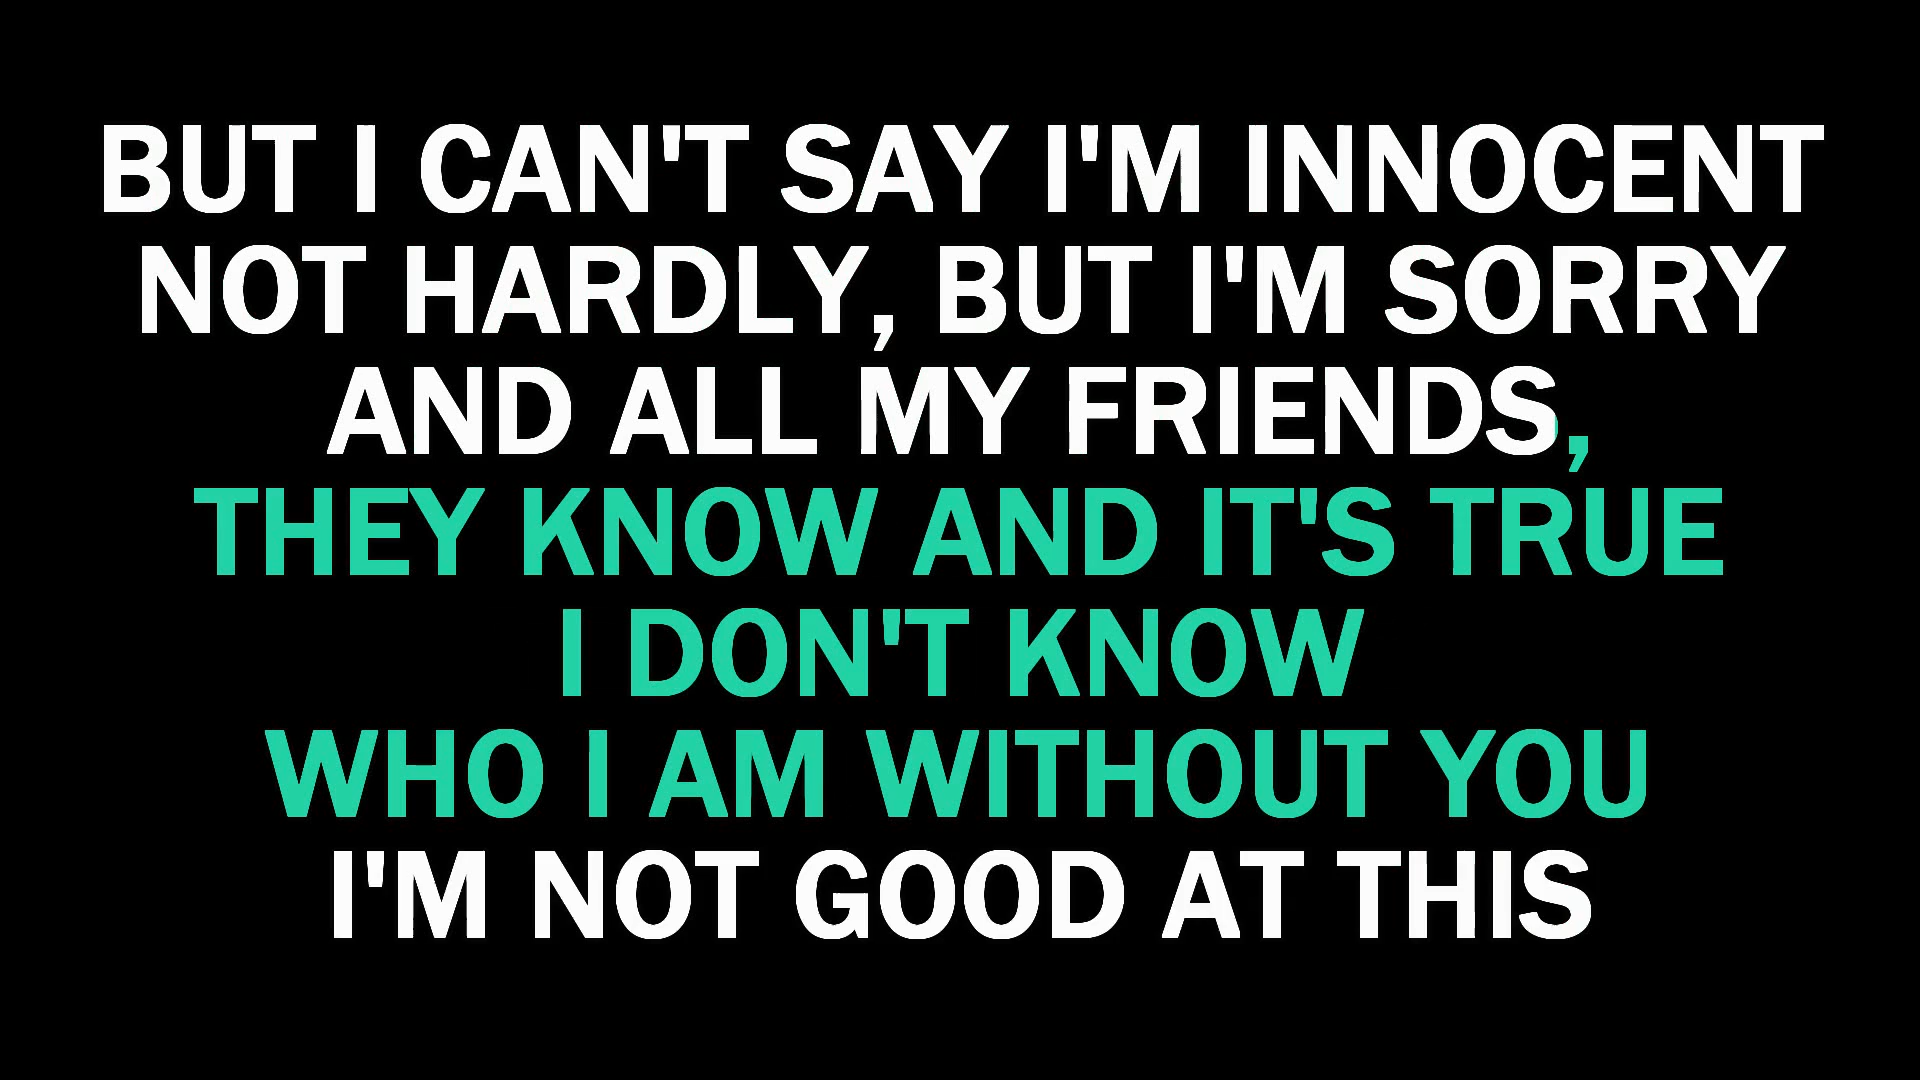 BUT I CAN'T SAY I'M INNOCENT
NOT HARDLY, BUT I'M SORRY
AND ALL MY FRIENDS,
THEY KNOW AND IT'S TRUE
I DON'T KNOW
WHO I AM WITHOUT YOU
I'M NOT GOOD AT THIS